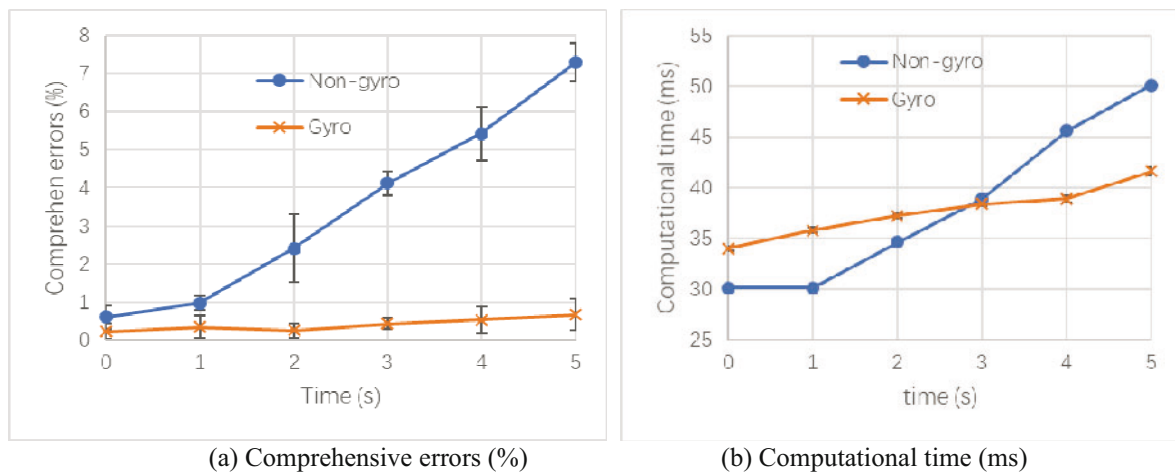 8
7
6
5
4
3
2
1
0
Comprehen errors (%)
Non-gyro
Gyro
0 1 2 3 4 5
Time (s)
(a) Comprehensive errors (%)
55
50
45
40
35
30
25
Computational time (ms)
Non-gyro
Gyro
0 1 2 3 4 5
time (s)
(b) Computational time (ms)